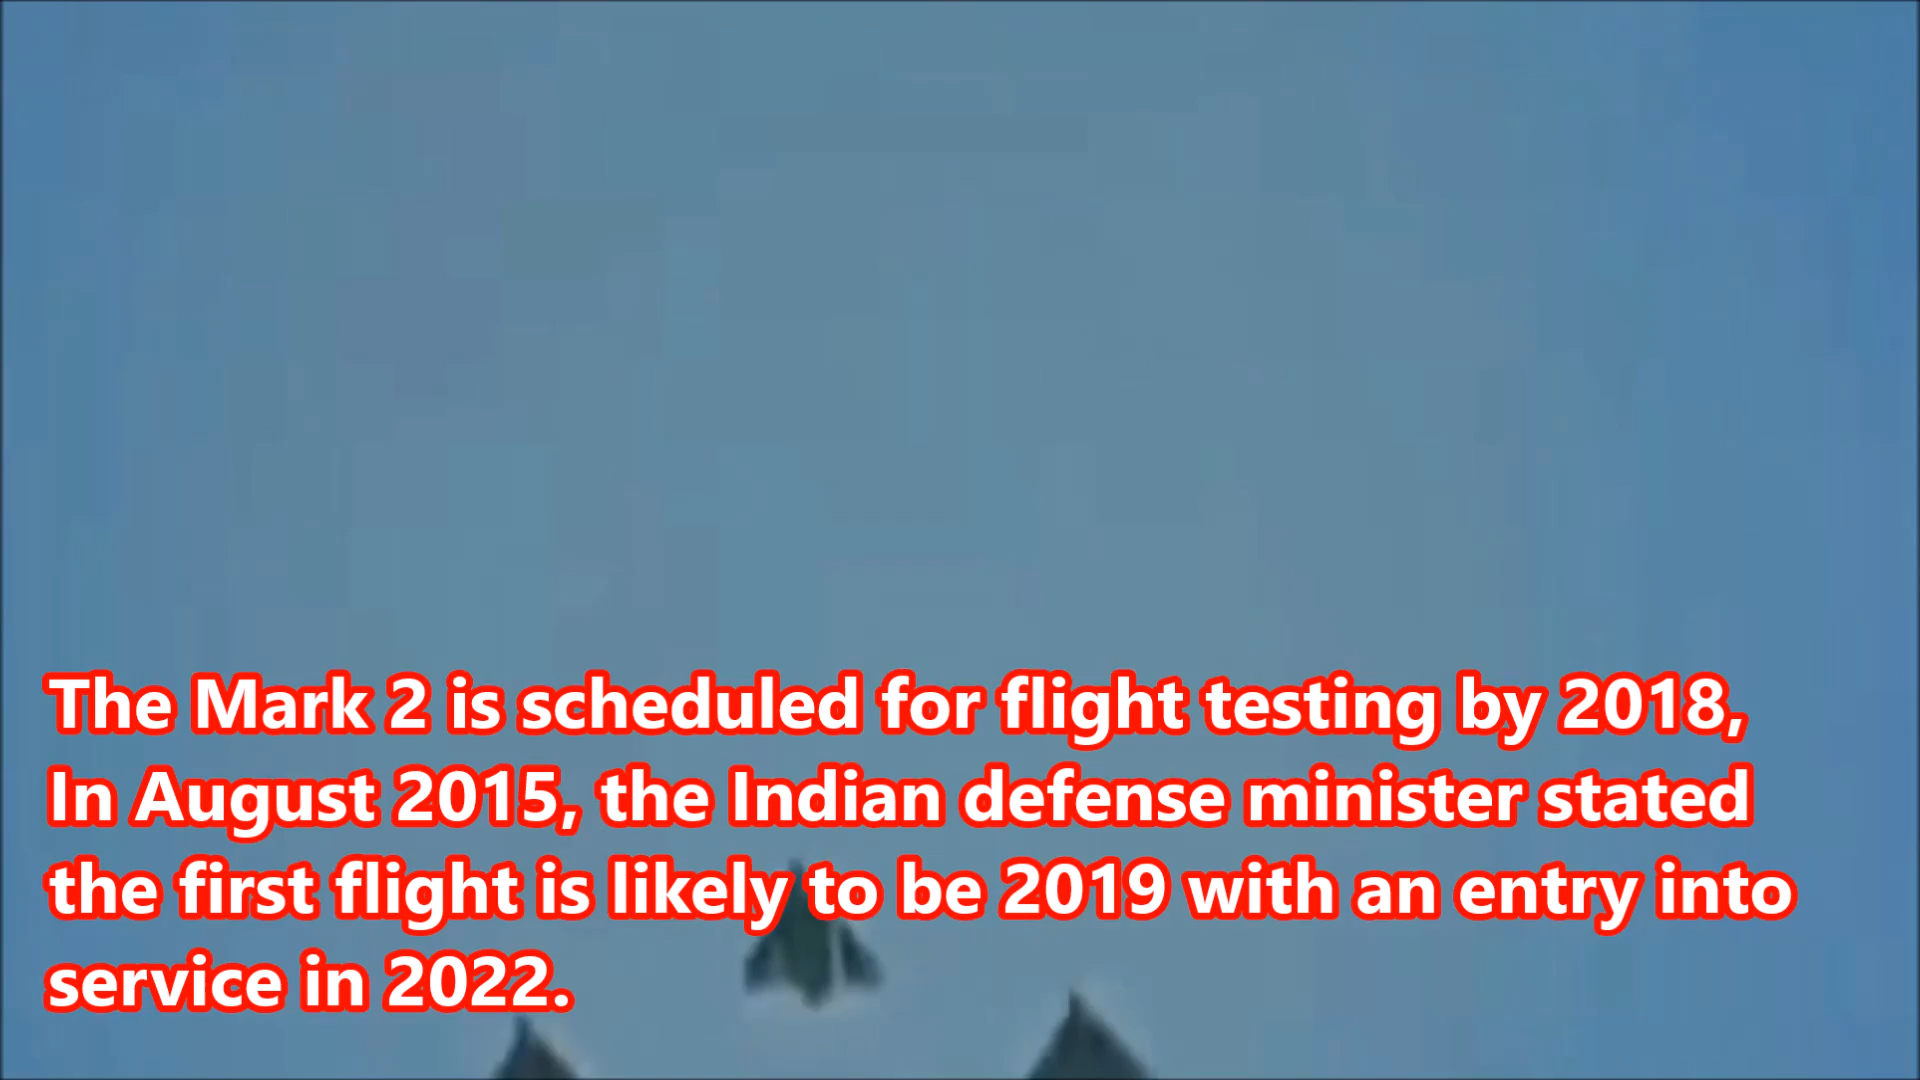 The Mark 2 is scheduled for flight testing by 2018,
In August 2015, the Indian defense minister stated
the first flight is likely to be 2019 with an entry into
service in 2022.